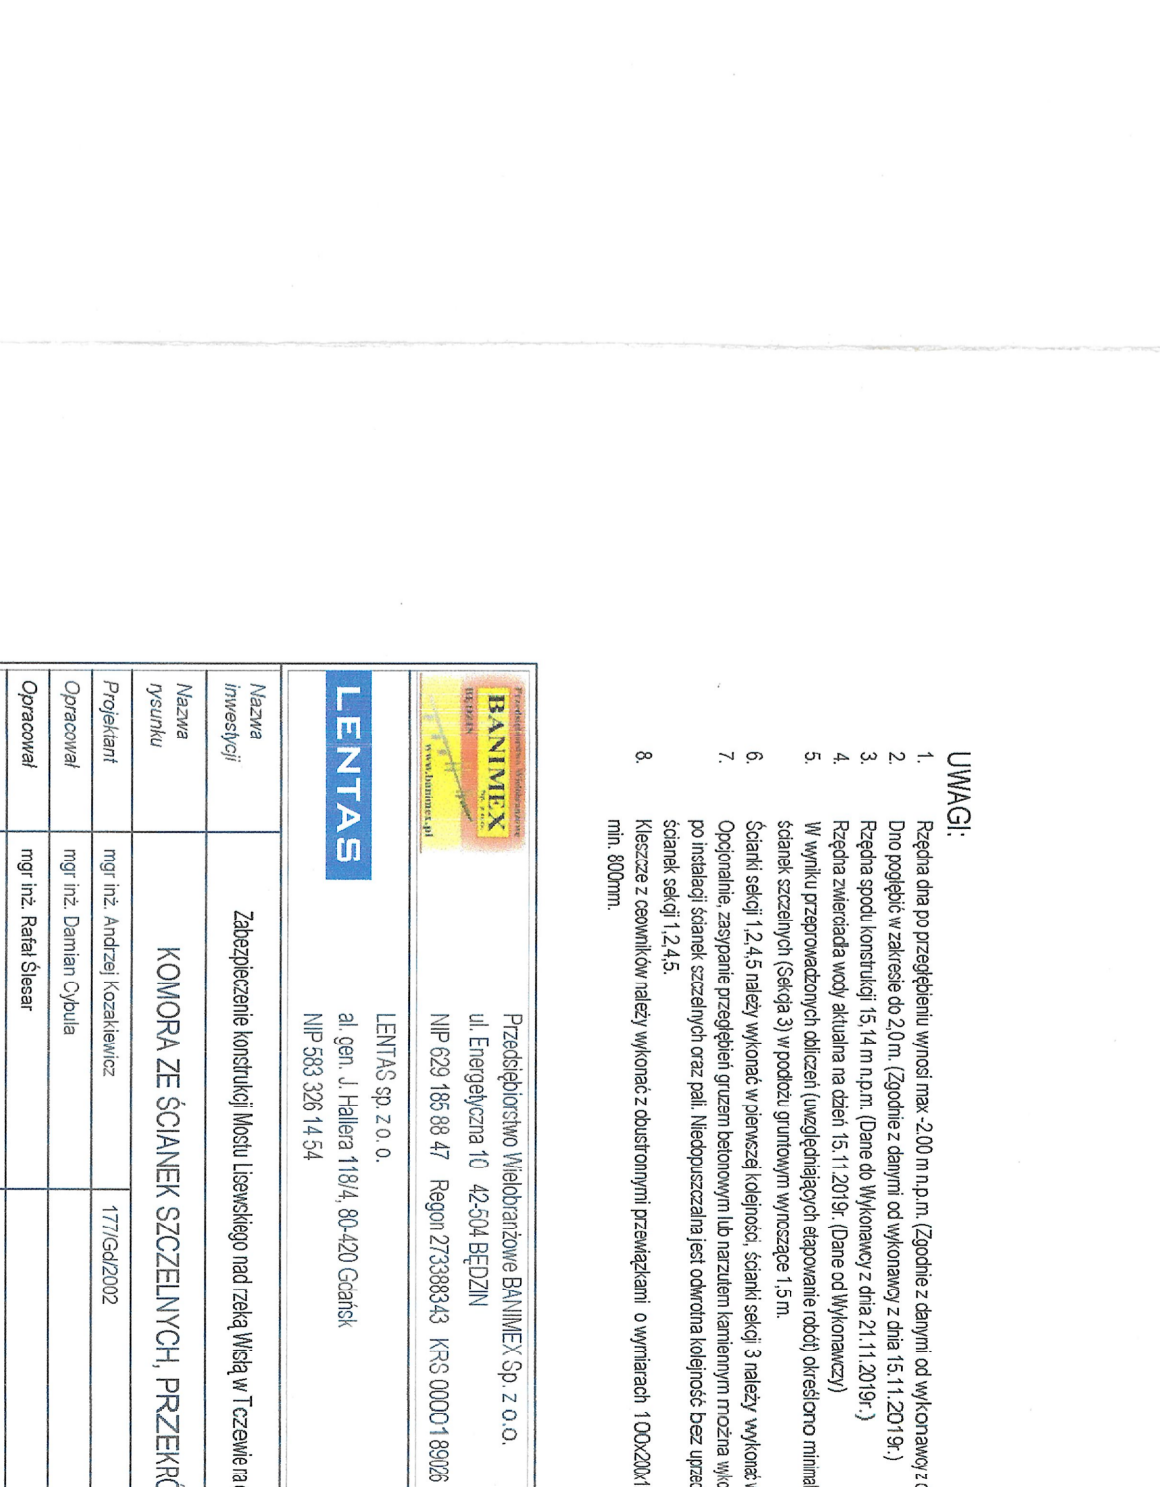 UWAGI:
1. Rzędna dna po przegłębieniu wynosi max -2.00 m n.p.m. (Zgodnie z danymi od wykonawcy z
2. Dno pogłębić w zakresie do 2,0 m. (Zgodnie z danymi od wykonawcy z dnia 15.11.2019r.)
3. Rzędna spodu konstrukcji 15,14 m n.p.m. (Dane do Wykonawcy z dnia 21.11.2019r.)
4. Rzędna zwierciadła wody aktualna na dzień 15.11.2019r. (Dane od Wykonawczy)
5. W wyniku przeprowadzonych obliczeń (uwzględniających etapowanie robót) określono minimal
ścianek szczelnych (Sekcja 3) w podłożu gruntowym wynoszące 1,5 m.
6. Ścianki sekcji 1,2,4,5 należy wykonać w pierwszej kolejności, ścianki sekcji 3 należy wykonać
7. Opcjonalnie, zasypanie przegłębień gruzem betonowym lub narzutem kamiennym można wyko
po instalacji ścianek szczelnych oraz pali. Niedopuszczalna jest odwrotna kolejność bez uprzed
ścianek sekcji 1,2,4,5.
8. Kleszcze z ceowników należy wykonać z obustronnymi przewiązkami o wymiarach 100x200x1
min. 800mm.
Przedsiębiorstwo Wielobranżowe
BANIMEX
Sp. z o.o.
BĘDZIN
www.banimex.pl
Przedsiębiorstwo Wielobranżowe BANIMEX Sp. z o.o.
ul. Energetyczna 10 42-504 BĘDZIN
NIP 629 185 88 47 Regon 273388343 KRS 0000189026
LENTAS
LENTAS sp. z o. o.
al. gen. J. Hallera 118/4, 80-420 Gdańsk
NIP 583 326 14 54
Nazwa
inwestycji
Zabezpieczenie konstrukcji Mostu Lisewskiego nad rzeką Wisłą w Tczewie na
Nazwa
rysunku
KOMORA ZE ŚCIANEK SZCZELNYCH, PRZEKRÓ
Projektant mgr inż. Andrzej Kozakiewicz 177/Gd/2002
Opracował mgr inż. Damian Cybula
Opracował mgr inż. Rafał Ślesar